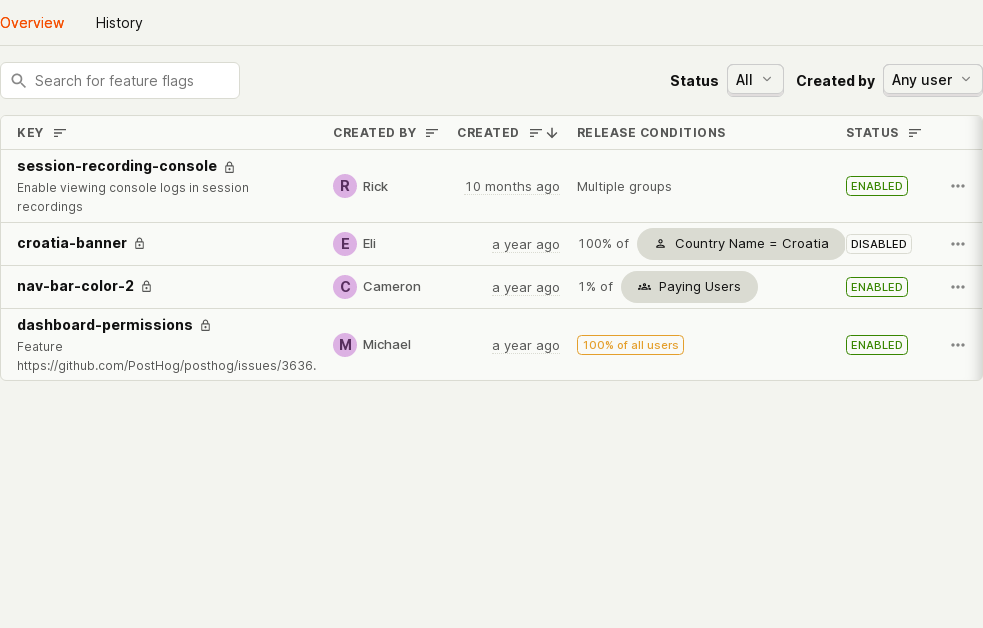 Overview History
Search for feature flags Status All Created by Any user
KEY CREATED BY CREATED RELEASE CONDITIONS STATUS
session-recording-console
Enable viewing console logs in session
recordings
R Rick 10 months ago Multiple groups ENABLED
croatia-banner E Eli a year ago 100% of Country Name = Croatia DISABLED
nav-bar-color-2 C Cameron a year ago 1% of Paying Users ENABLED
dashboard-permissions
Feature
https://github.com/PostHog/posthog/issues/3636.
M Michael a year ago 100% of all users ENABLED